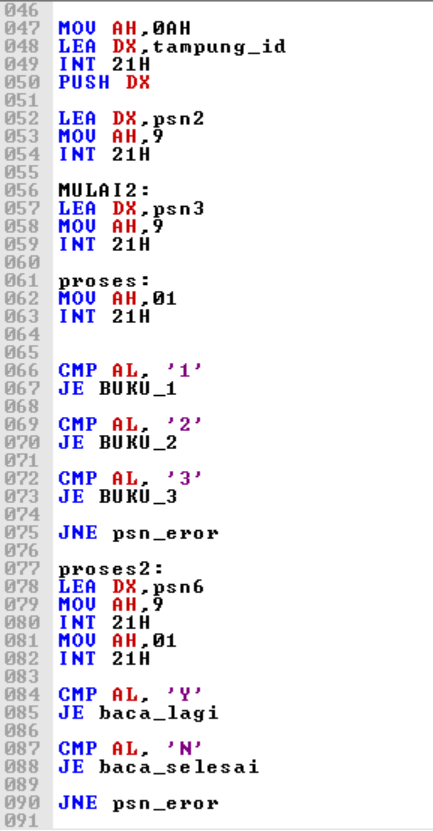 046
047 MOV AH,0AH
048 LEA DX,tampung_id
049 INT 21H
050 PUSH DX
051
052 LEA DX,psn2
053 MOV AH,9
054 INT 21H
055
056 MULAI2:
057 LEA DX,psn3
058 MOV AH,9
059 INT 21H
060
061 proses:
062 MOV AH,01
063 INT 21H
064
065
066 CMP AL, '1'
067 JE BUKU_1
068
069 CMP AL, '2'
070 JE BUKU_2
071
072 CMP AL, '3'
073 JE BUKU_3
074
075 JNE psn_eror
076
077 proses2:
078 LEA DX,psn6
079 MOV AH,9
080 INT 21H
081 MOV AH,01
082 INT 21H
083
084 CMP AL, 'Y'
085 JE baca_lagi
086
087 CMP AL, 'N'
088 JE baca_selesai
089
090 JNE psn_eror
091